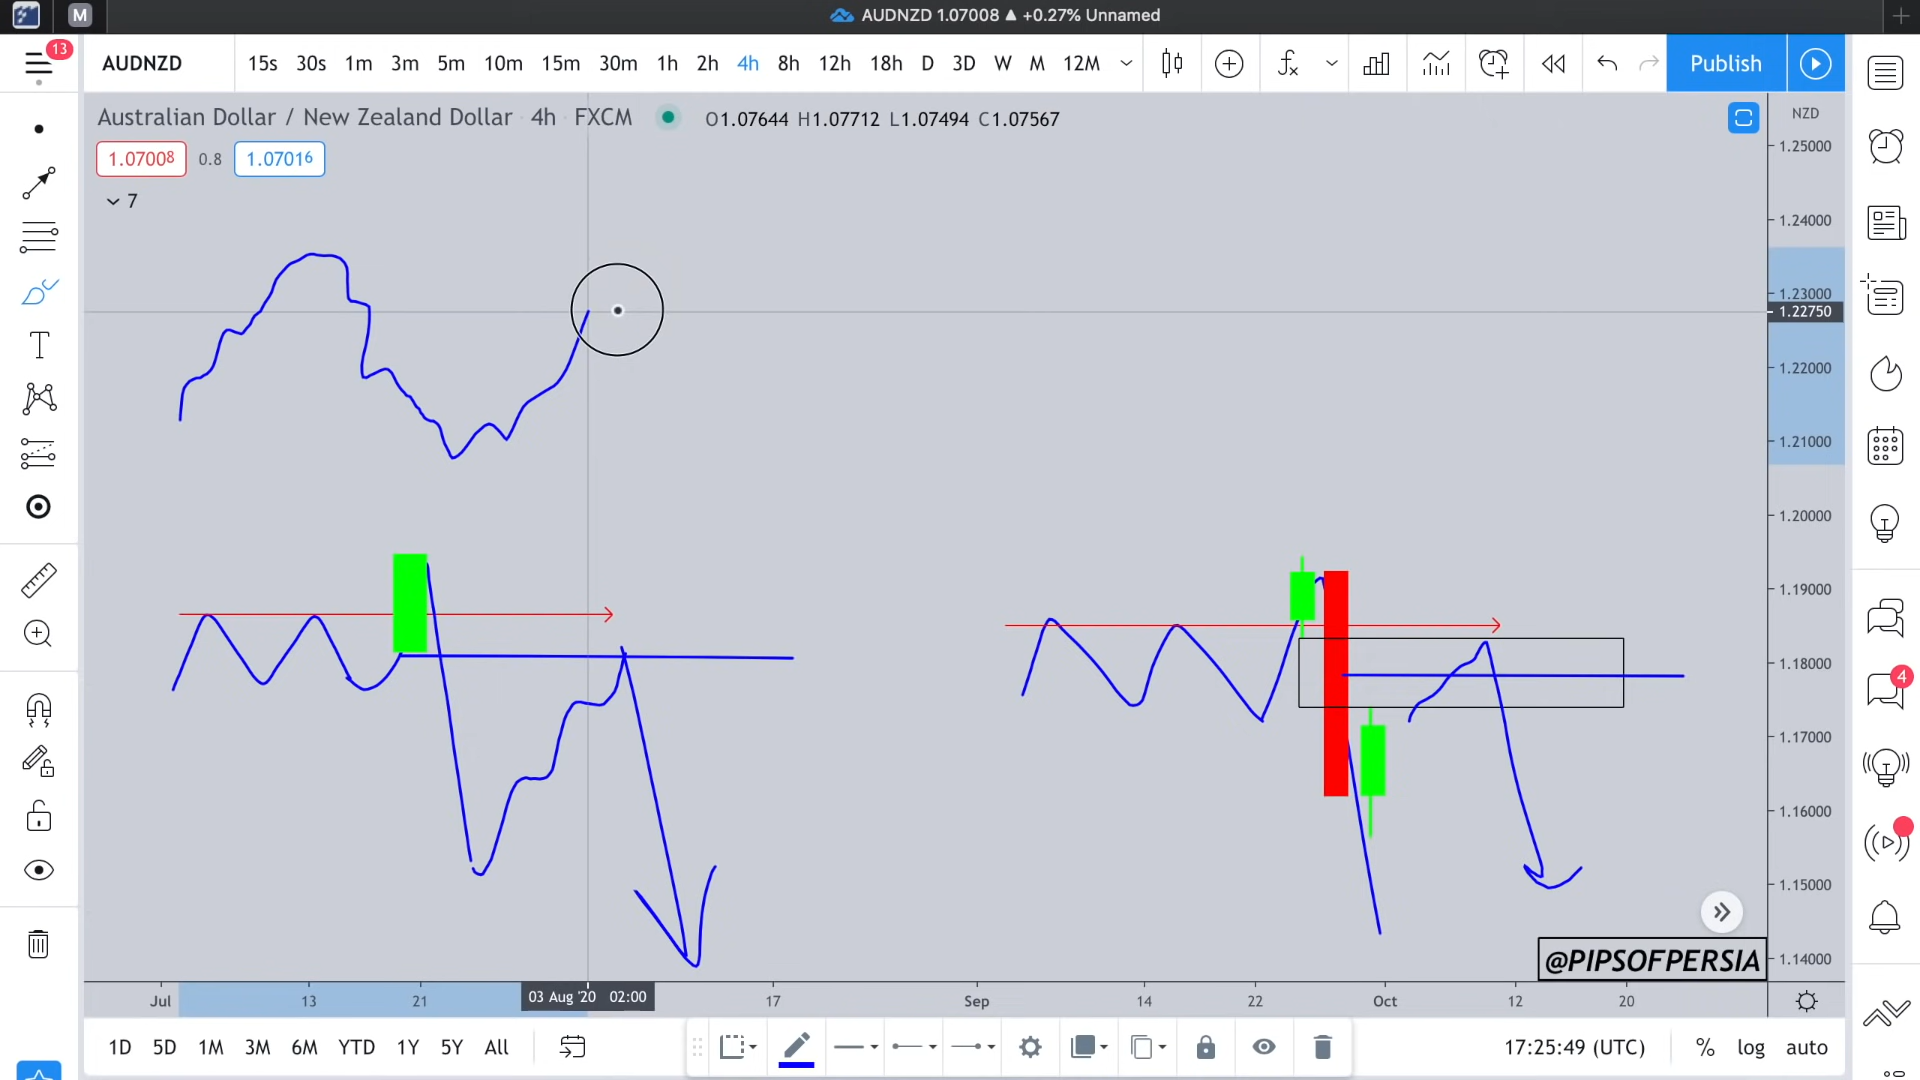 M
AUDNZD 1.07008 ▲ +0.27% Unnamed
13
AUDNZD
15s 30s 1m 3m 5m 10m 15m 30m 1h 2h 4h 8h 12h 18h D 3D W M 12M
Publish
Australian Dollar / New Zealand Dollar · 4h · FXCM
O1.07644 H1.07712 L1.07494 C1.07567
NZD
1.07008 0.8 1.07016
7
1.25000
1.24000
1.23000
1.22750
1.22000
1.21000
1.20000
1.19000
1.18000
1.17000
1.16000
1.15000
1.14000
4
@PIPSOFPERSIA
Jul 13 21 03 Aug '20 02:00 17 Sep 14 22 Oct 12 20
1D 5D 1M 3M 6M YTD 1Y 5Y All
17:25:49 (UTC) % log auto